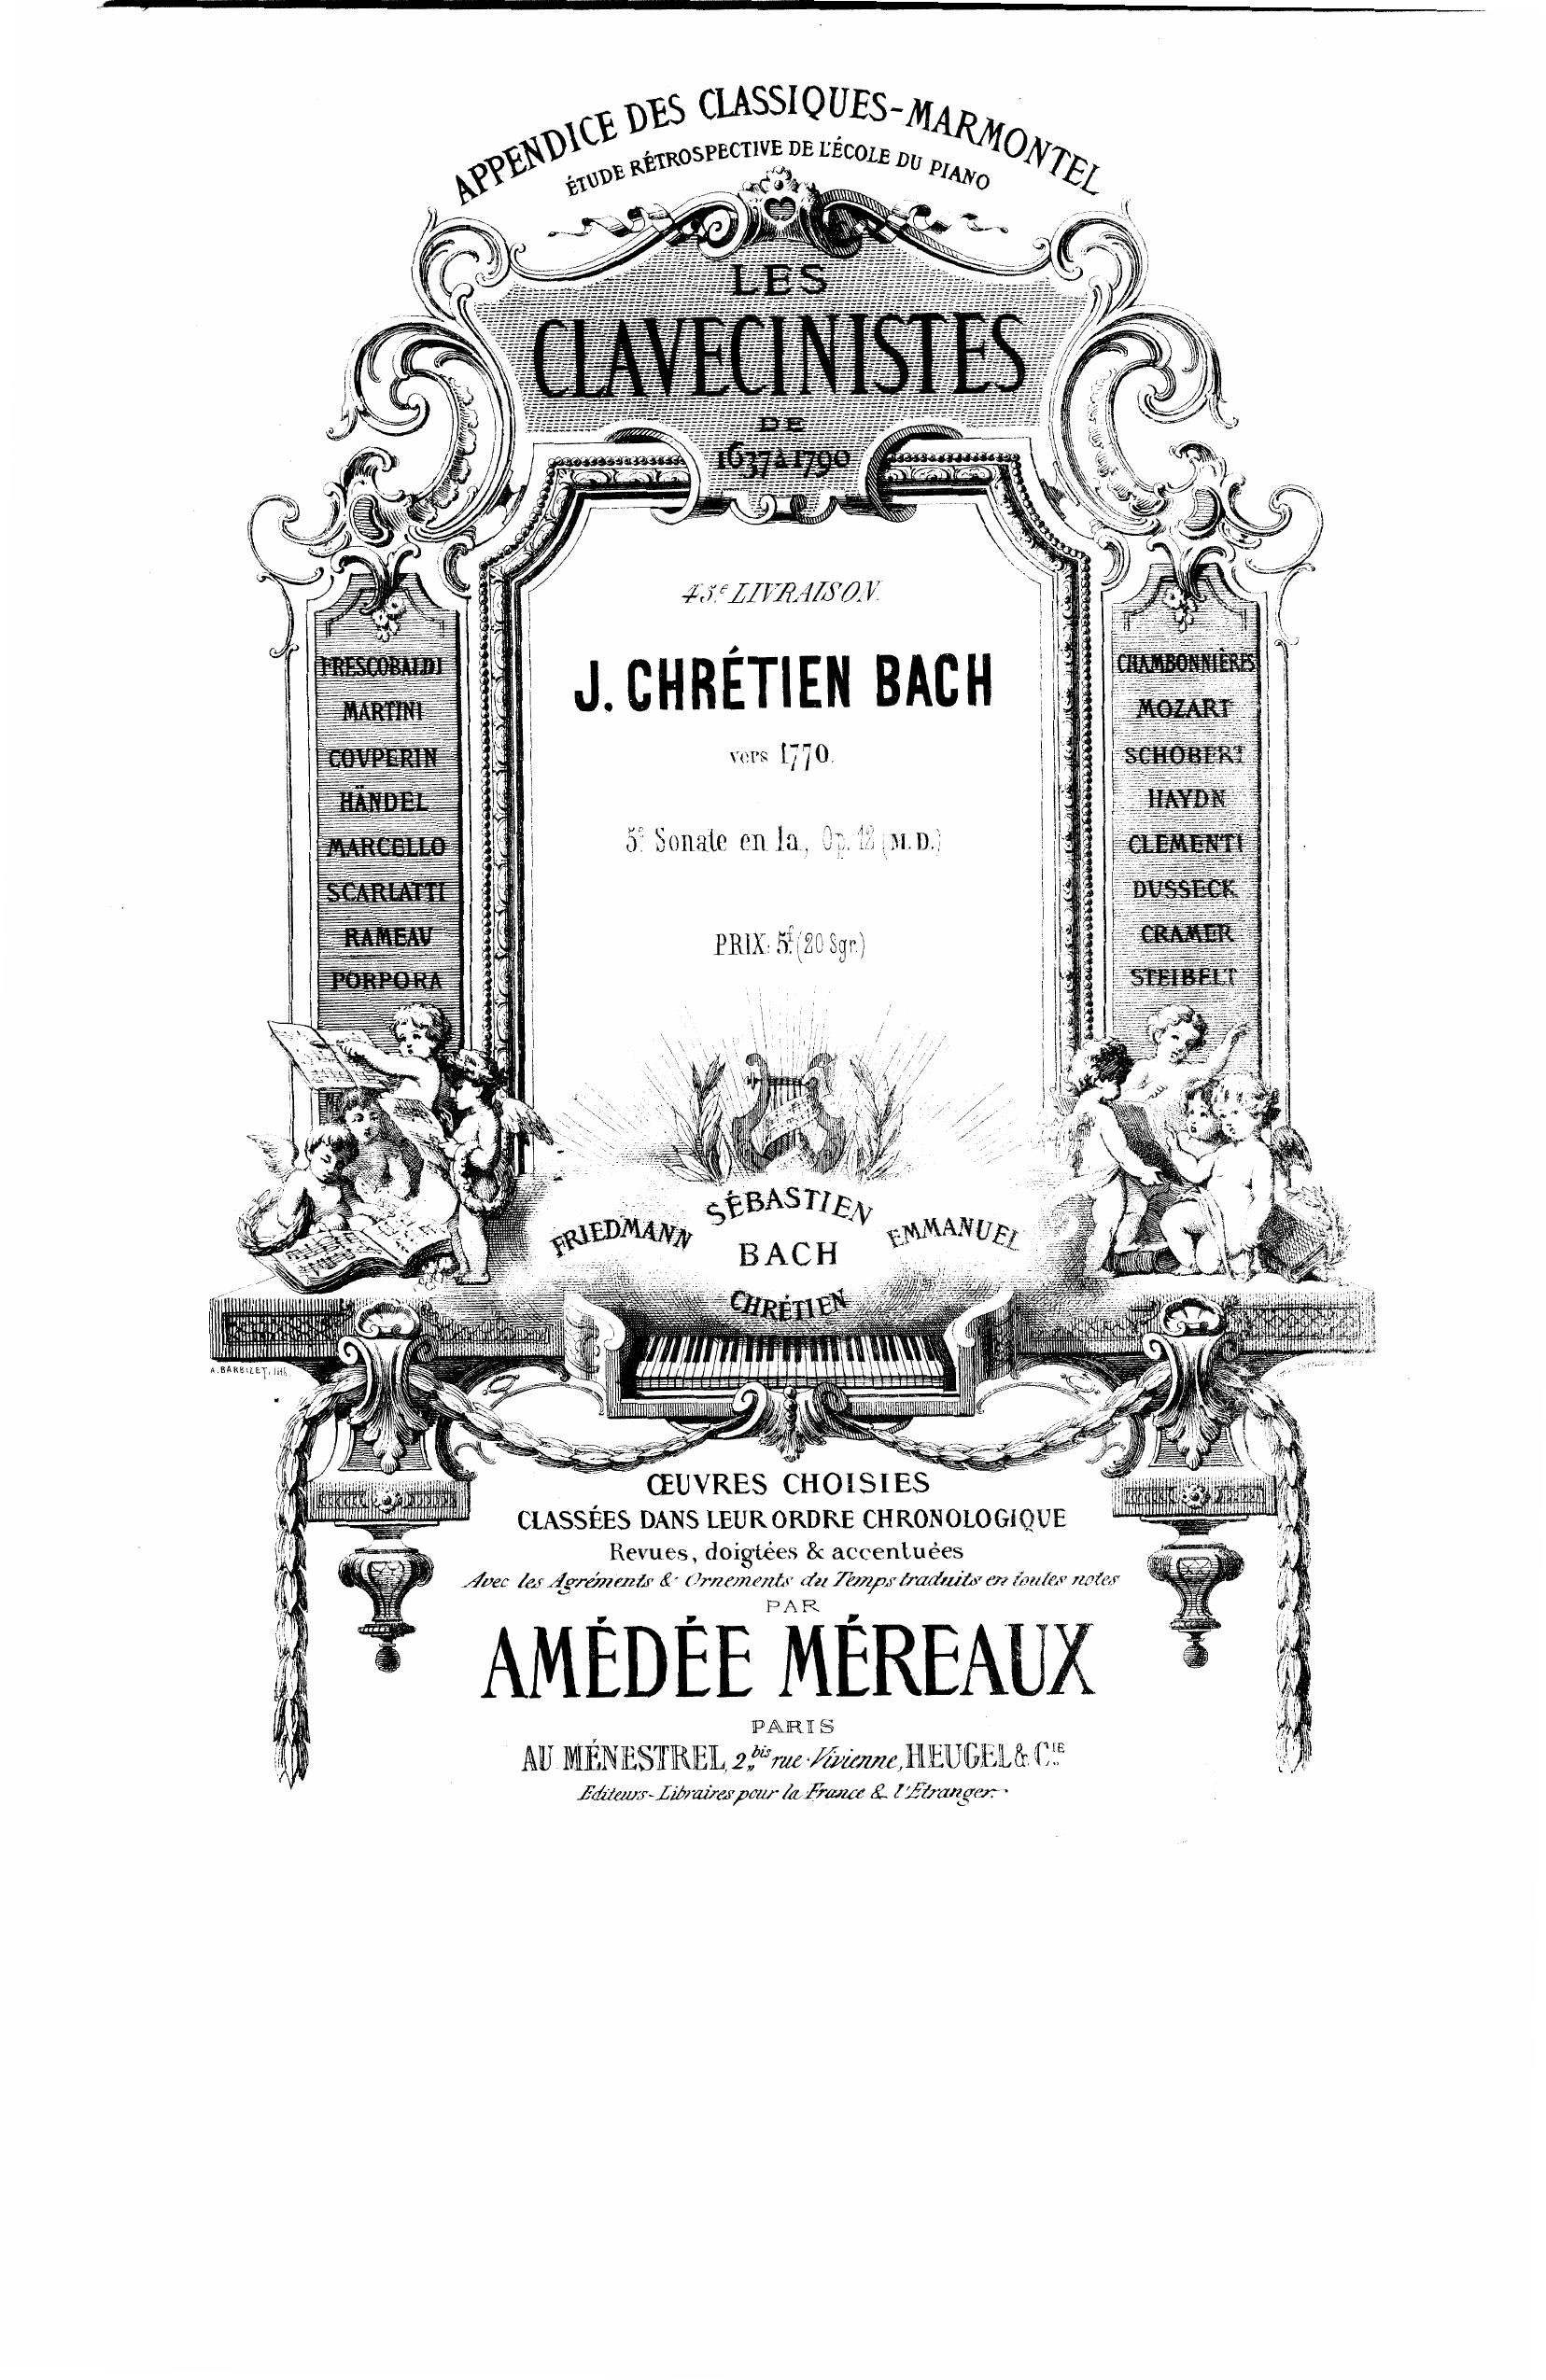 APPENDICE DES CLASSIQUES-MARMONTEL
ÉTUDE RÉTROSPECTIVE DE L'ÉCOLE DU PIANO
LES
CLAVECINISTES
DE
1637 à 1790
45e LIVRAISON.
J. CHRÉTIEN BACH
vers 1770.
5e Sonate en la, Op. 12 (M.D.)
PRIX: 5f. (20 Sgr.)
FRESCOBALDI
MARTINI
COVPERIN
HÄNDEL
MARCELLO
SCARLATTI
RAMEAV
PORPORA
CHAMBONNIÈRES
MOZART
SCHOBERT
HAYDN
CLEMENTI
DUSSECK
CRAMER
STEIBELT
FRIEDMANN SÉBASTIEN EMMANUEL
BACH
CHRÉTIEN
A. BARBIZET, lith.
ŒUVRES CHOISIES
CLASSÉES DANS LEUR ORDRE CHRONOLOGIQUE
Revues, doigtées & accentuées
Avec les Agréments & Ornements du Temps traduits en toutes notes
PAR
AMÉDÉE MÉREAUX
PARIS
AU MÉNESTREL, 2bis rue Vivienne, HEUGEL & CIE
Editeurs-Libraires pour la France & l'Etranger.